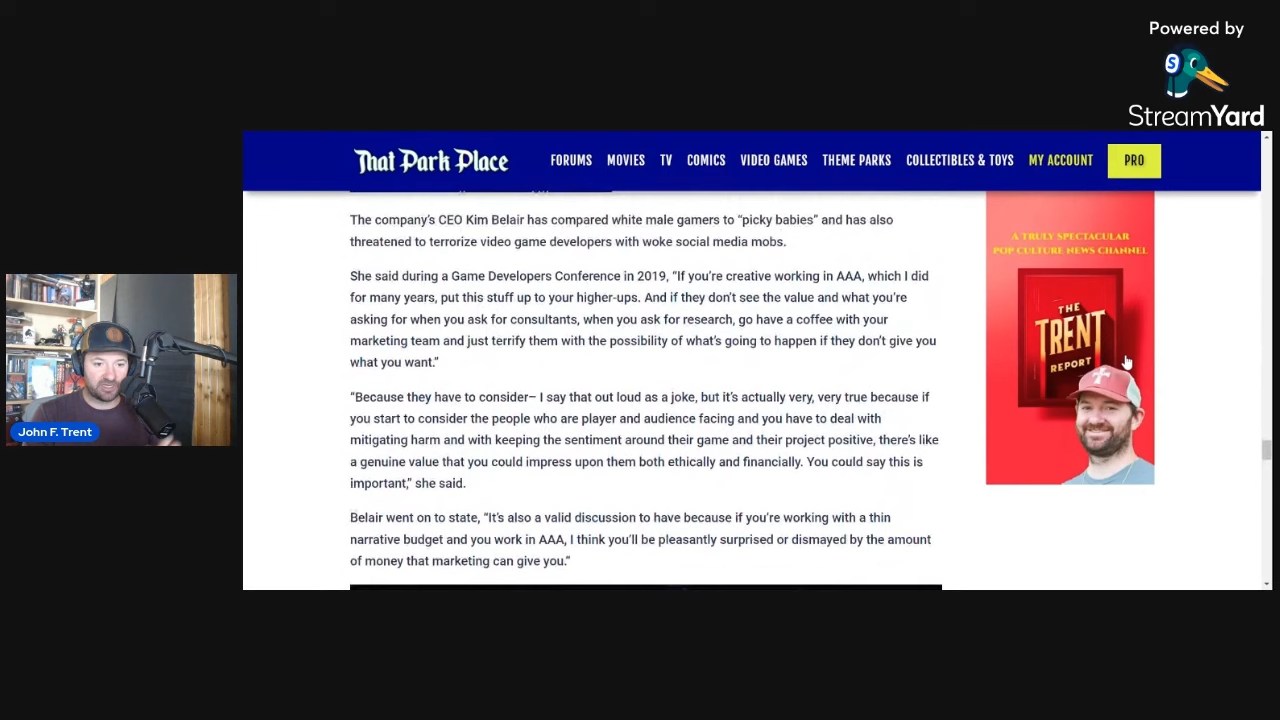 Powered by
S
StreamYard
That Park Place
FORUMS MOVIES TV COMICS VIDEO GAMES THEME PARKS COLLECTIBLES & TOYS MY ACCOUNT PRO
The company's CEO Kim Belair has compared white male gamers to “picky babies” and has also
threatened to terrorize video game developers with woke social media mobs.
She said during a Game Developers Conference in 2019, “If you're creative working in AAA, which I did
for many years, put this stuff up to your higher-ups. And if they don't see the value and what you're
asking for when you ask for consultants, when you ask for research, go have a coffee with your
marketing team and just terrify them with the possibility of what's going to happen if they don't give you
what you want.”
“Because they have to consider– I say that out loud as a joke, but it's actually very, very true because if
you start to consider the people who are player and audience facing and you have to deal with
mitigating harm and with keeping the sentiment around their game and their project positive, there's like
a genuine value that you could impress upon them both ethically and financially. You could say this is
important,” she said.
Belair went on to state, “It's also a valid discussion to have because if you're working with a thin
narrative budget and you work in AAA, I think you'll be pleasantly surprised or dismayed by the amount
of money that marketing can give you.”
A TRULY SPECTACULAR
POP CULTURE NEWS CHANNEL
THE
TRENT
REPORT
John F. Trent